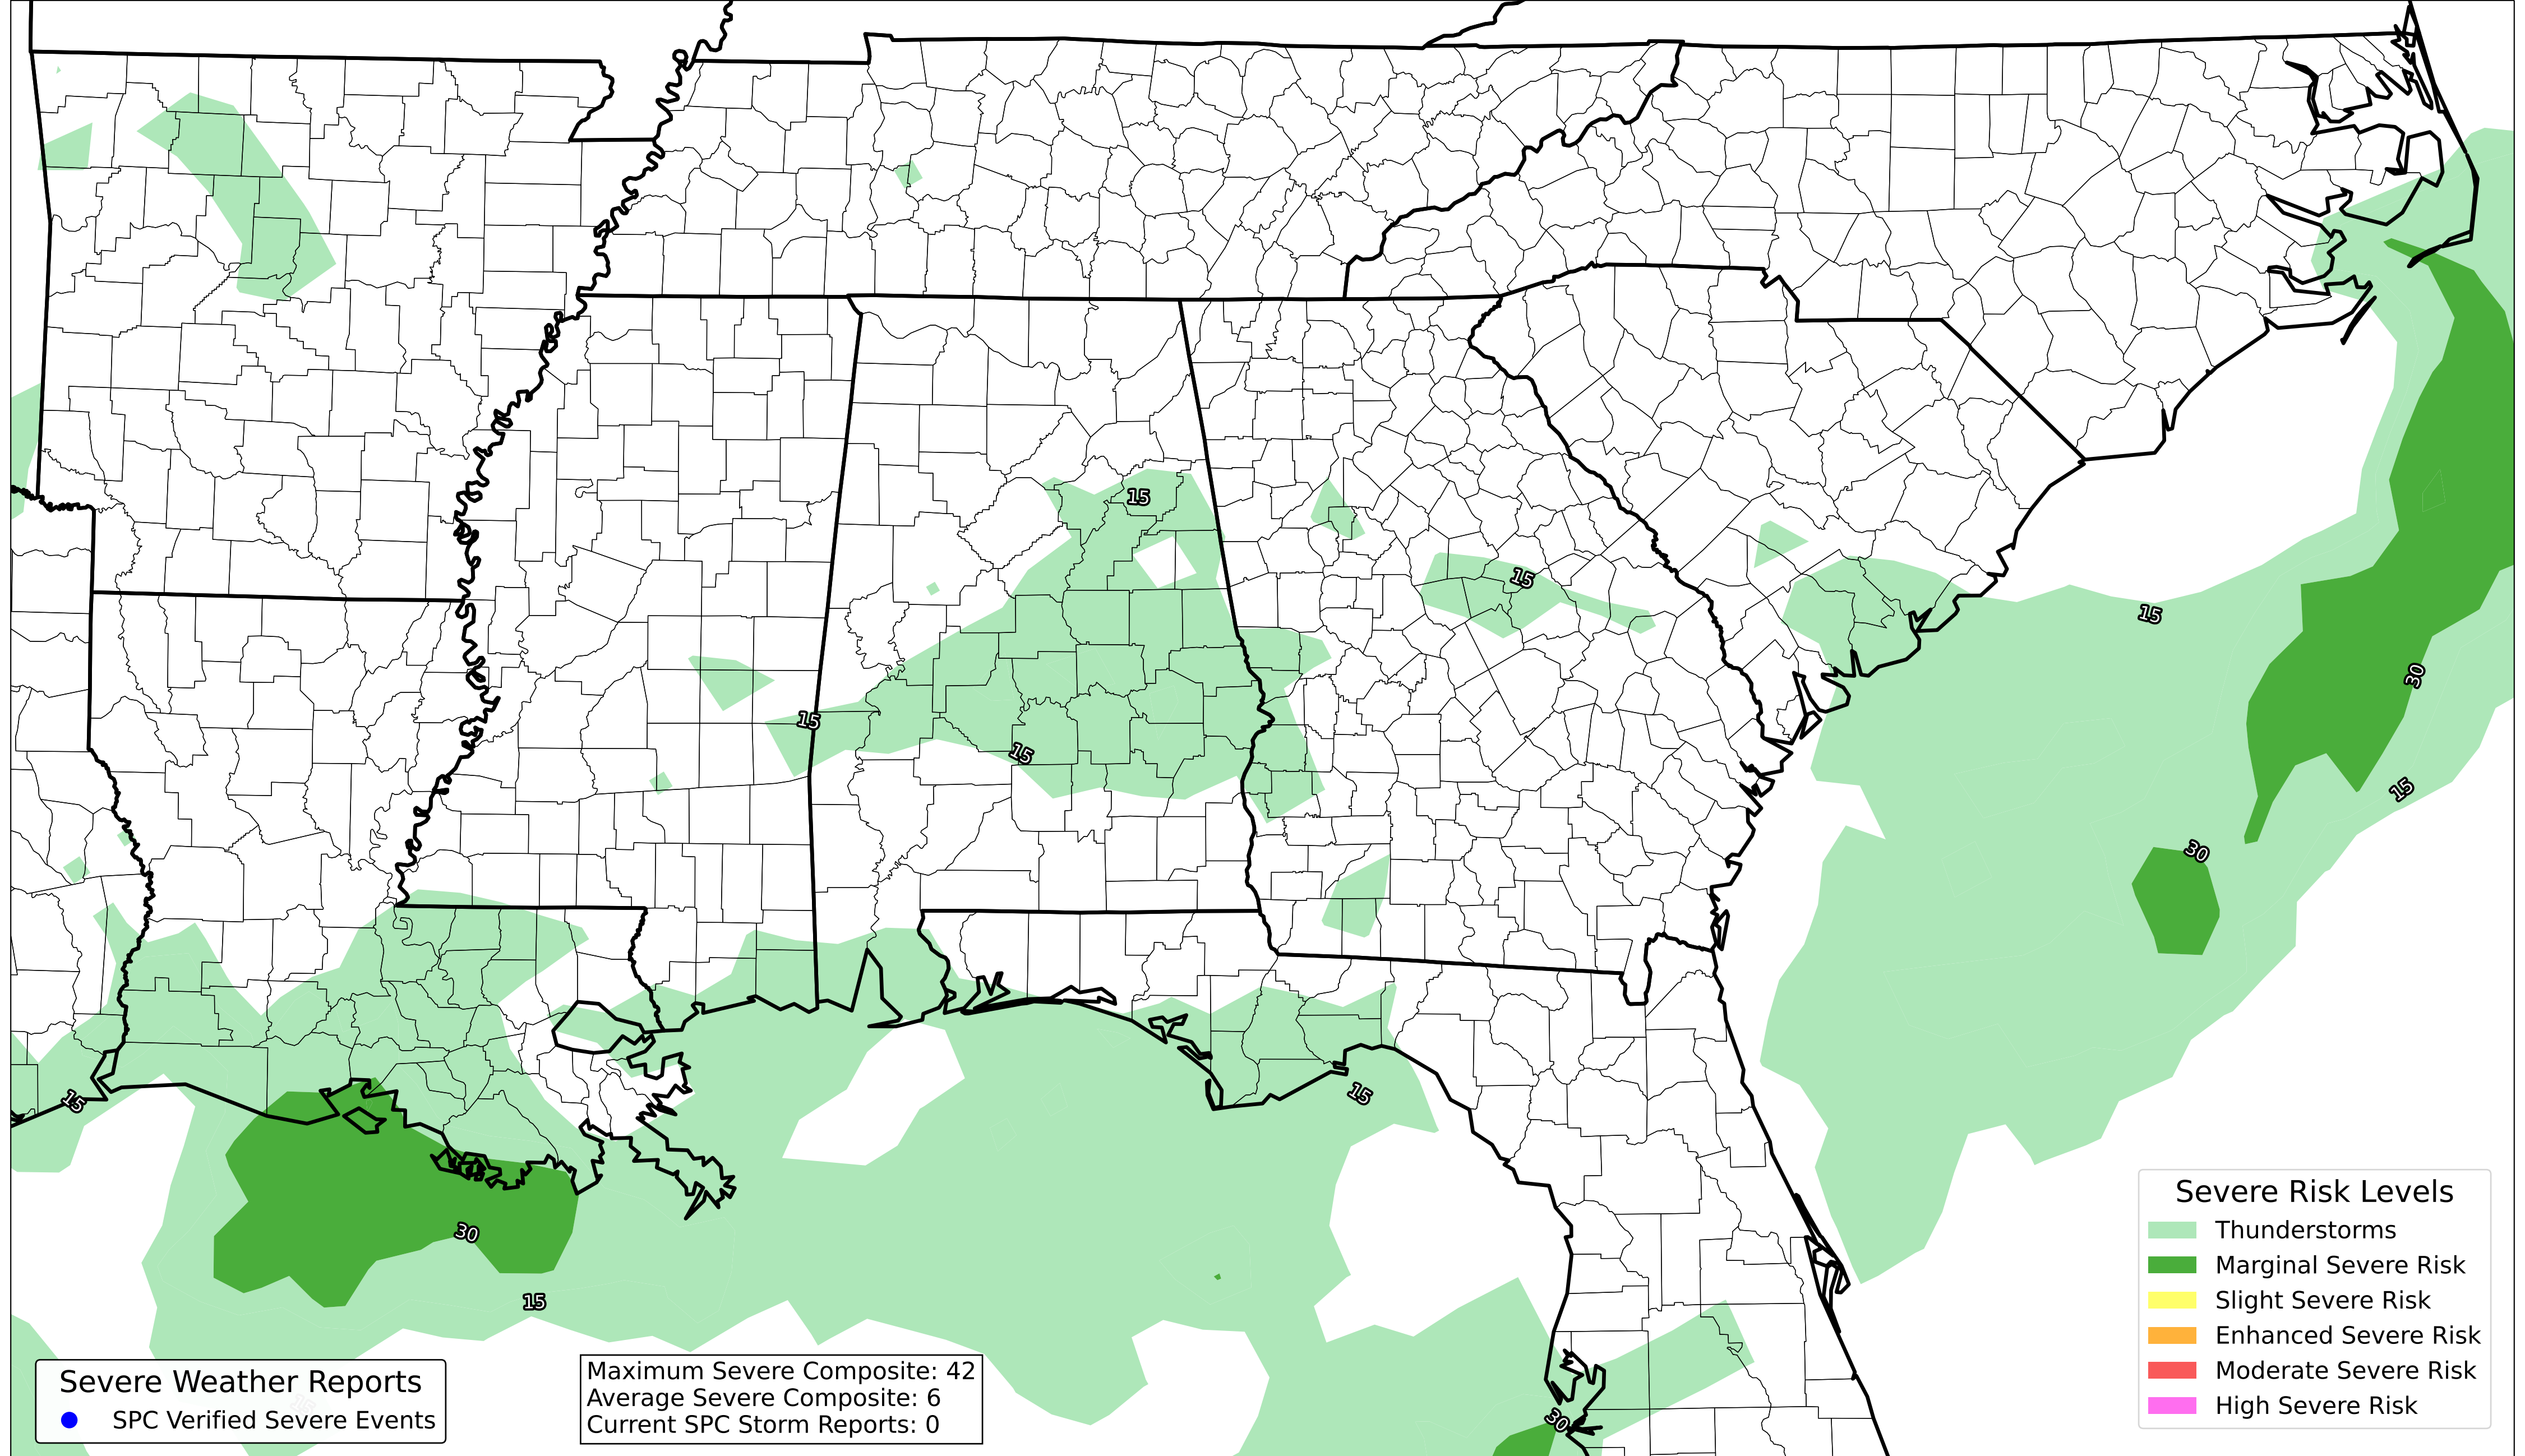 15
15
15
15
15
30
15
30
15
15
30
15
30
Severe Risk Levels
Thunderstorms
Marginal Severe Risk
Slight Severe Risk
Enhanced Severe Risk
Moderate Severe Risk
High Severe Risk
Severe Weather Reports
SPC Verified Severe Events
Maximum Severe Composite: 42
Average Severe Composite: 6
Current SPC Storm Reports: 0